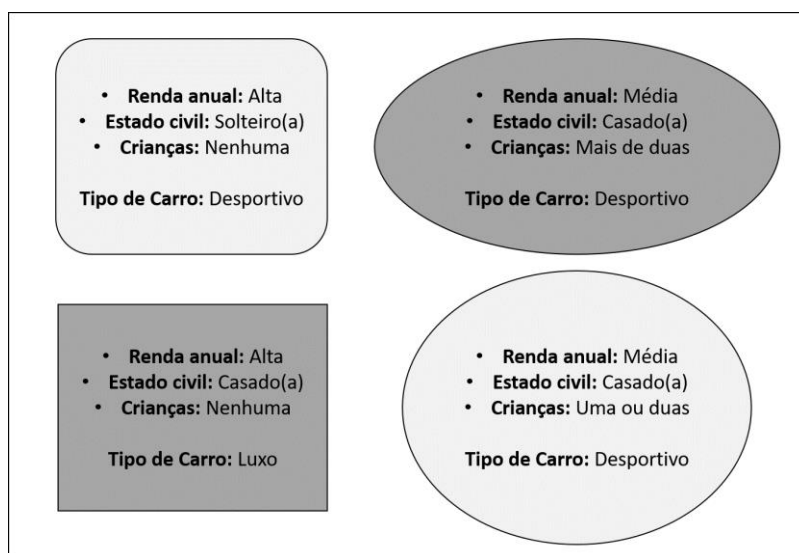 • Renda anual: Alta
• Estado civil: Solteiro(a)
• Crianças: Nenhuma
Tipo de Carro: Desportivo
• Renda anual: Média
• Estado civil: Casado(a)
• Crianças: Mais de duas
Tipo de Carro: Desportivo
• Renda anual: Alta
• Estado civil: Casado(a)
• Crianças: Nenhuma
Tipo de Carro: Luxo
• Renda anual: Média
• Estado civil: Casado(a)
• Crianças: Uma ou duas
Tipo de Carro: Desportivo